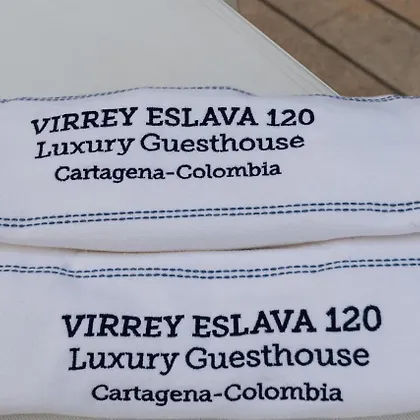 VIRREY ESLAVA 120
Luxury Guesthouse
Cartagena-Colombia
VIRREY ESLAVA 120
Luxury Guesthouse
Cartagena-Colombia